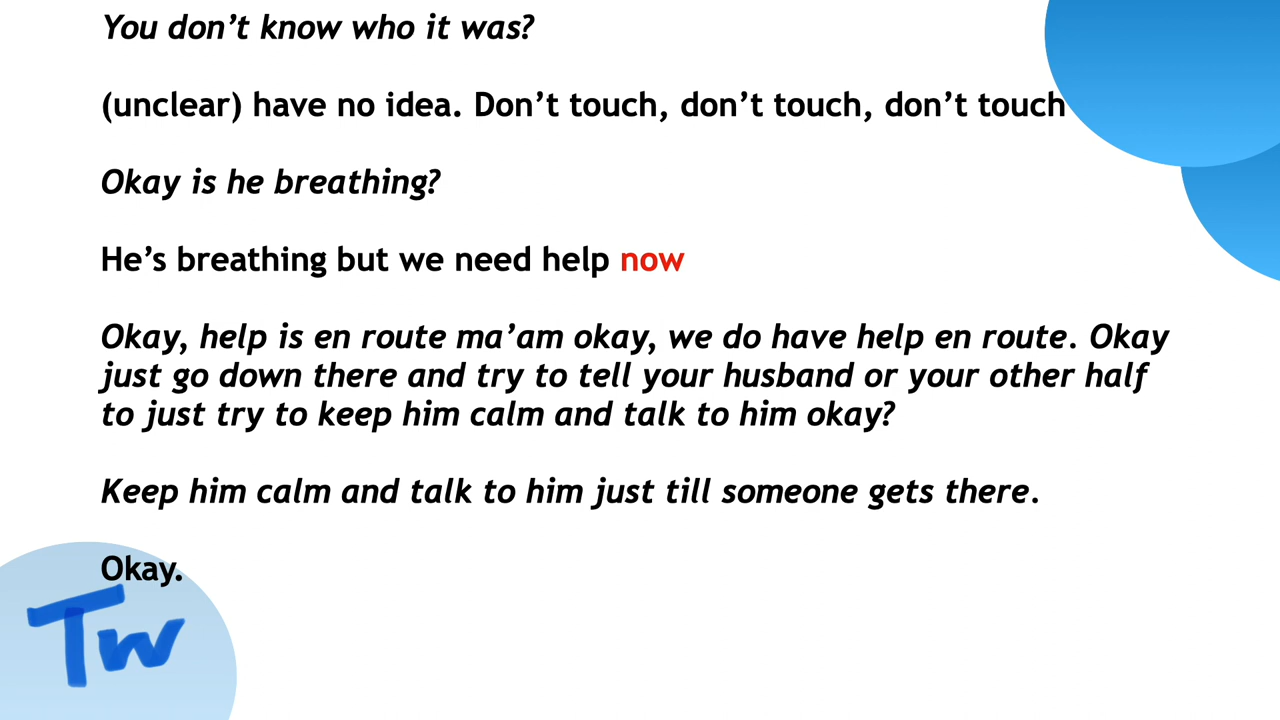 You don’t know who it was?
(unclear) have no idea. Don’t touch, don’t touch, don’t touch
Okay is he breathing?
He’s breathing but we need help now
Okay, help is en route ma’am okay, we do have help en route. Okay
just go down there and try to tell your husband or your other half
to just try to keep him calm and talk to him okay?
Keep him calm and talk to him just till someone gets there.
Okay.
Tw